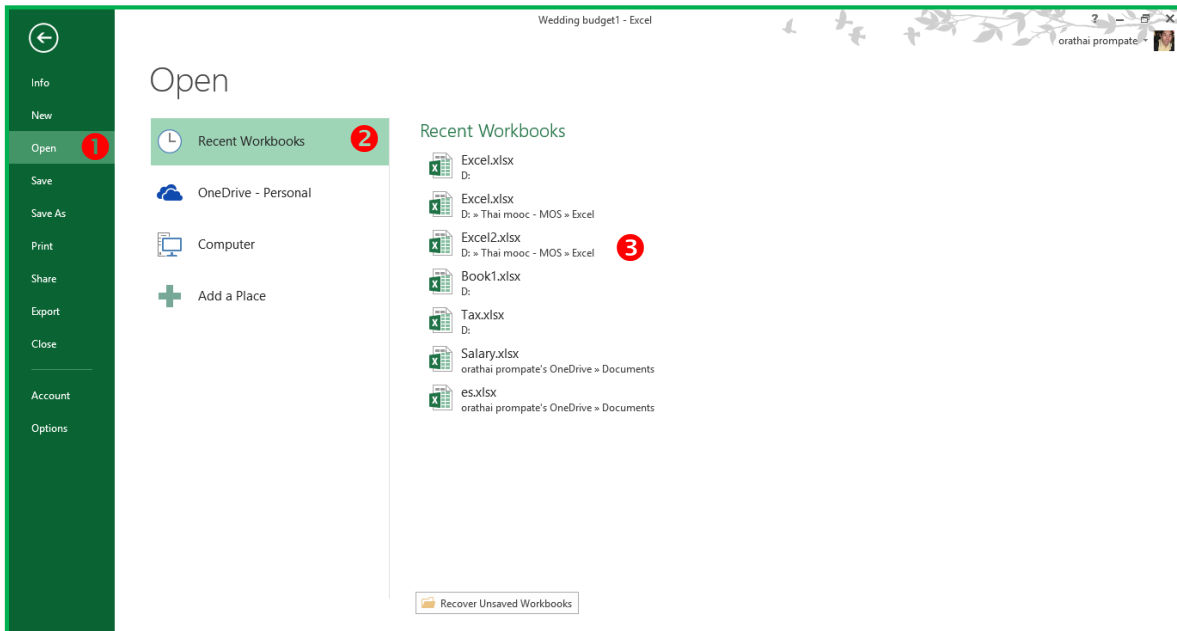 Wedding budget1 - Excel
?
orathai prompate
Info
New
Open
Save
Save As
Print
Share
Export
Close
Account
Options
1
Open
Recent Workbooks
2
OneDrive - Personal
Computer
Add a Place
Recent Workbooks
Excel.xlsx
D:
Excel.xlsx
D: » Thai mooc - MOS » Excel
Excel2.xlsx
D: » Thai mooc - MOS » Excel
3
Book1.xlsx
D:
Tax.xlsx
D:
Salary.xlsx
orathai prompate's OneDrive » Documents
es.xlsx
orathai prompate's OneDrive » Documents
Recover Unsaved Workbooks